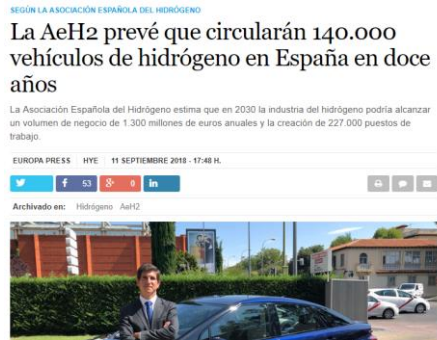 SEGÚN LA ASOCIACIÓN ESPAÑOLA DEL HIDRÓGENO
La AeH2 prevé que circularán 140.000
vehículos de hidrógeno en España en doce
años
La Asociación Española del Hidrógeno estima que en 2030 la industria del hidrógeno podría alcanzar
un volumen de negocio de 1.300 millones de euros anuales y la creación de 227.000 puestos de
trabajo.
EUROPA PRESS HYE 11 SEPTIEMBRE 2018 - 17:48 H.
53 0
Archivado en: Hidrógeno AeH2